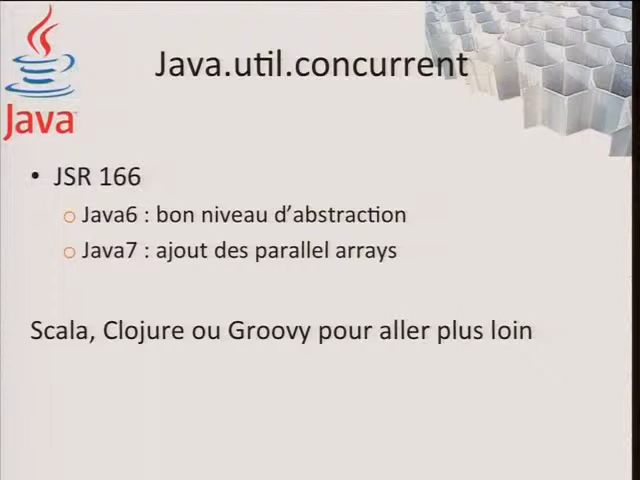 Java
Java.util.concurrent
• JSR 166
o Java6 : bon niveau d'abstraction
o Java7 : ajout des parallel arrays
Scala, Clojure ou Groovy pour aller plus loin